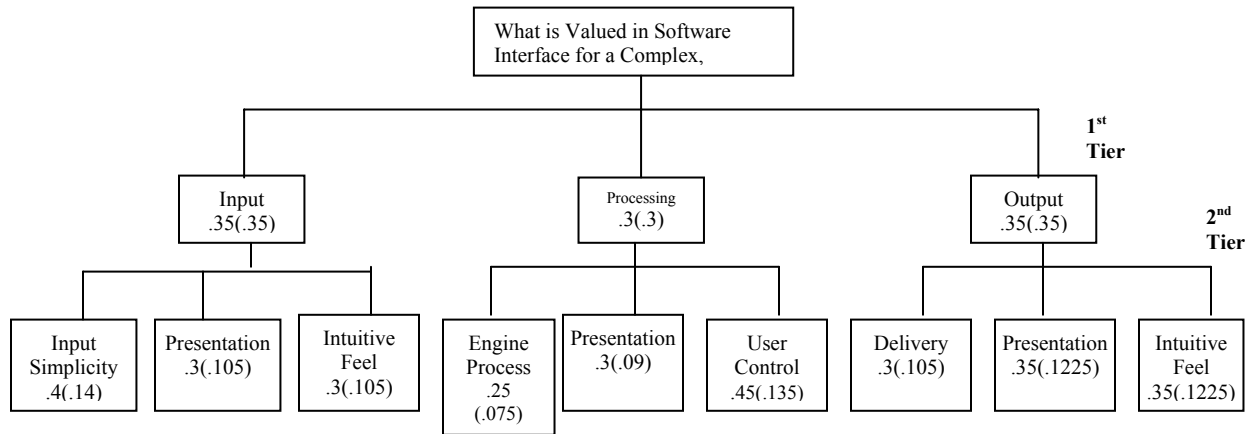 What is Valued in Software
Interface for a Complex,
1st
Tier
Input
.35(.35)
Processing
.3(.3)
Output
.35(.35)
2nd
Tier
Input
Simplicity
.4(.14)
Presentation
.3(.105)
Intuitive
Feel
.3(.105)
Engine
Process
.25
(.075)
Presentation
.3(.09)
User
Control
.45(.135)
Delivery
.3(.105)
Presentation
.35(.1225)
Intuitive
Feel
.35(.1225)